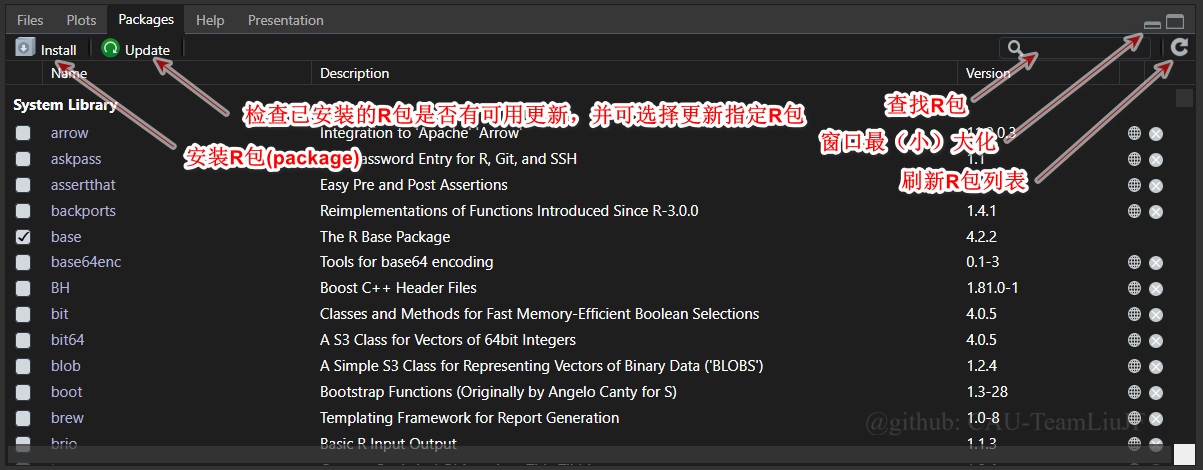 Files Plots Packages Help Presentation
Install Update
Name Description Version
System Library
检查已安装的R包是否有可用更新，并可选择更新指定R包
查找R包
arrow Integration to 'Apache' 'Arrow' 0.3
窗口最（小）大化
安装R包(package)
askpass Password Entry for R, Git, and SSH 1.1
刷新R包列表
assertthat Easy Pre and Post Assertions
backports Reimplementations of Functions Introduced Since R-3.0.0 1.4.1
base The R Base Package 4.2.2
base64enc Tools for base64 encoding 0.1-3
BH Boost C++ Header Files 1.81.0-1
bit Classes and Methods for Fast Memory-Efficient Boolean Selections 4.0.5
bit64 A S3 Class for Vectors of 64bit Integers 4.0.5
blob A Simple S3 Class for Representing Vectors of Binary Data ('BLOBS') 1.2.4
boot Bootstrap Functions (Originally by Angelo Canty for S) 1.3-28
brew Templating Framework for Report Generation 1.0-8
@github: CAU-TeamLiuJF
brio Basic R Input Output 1.1.3